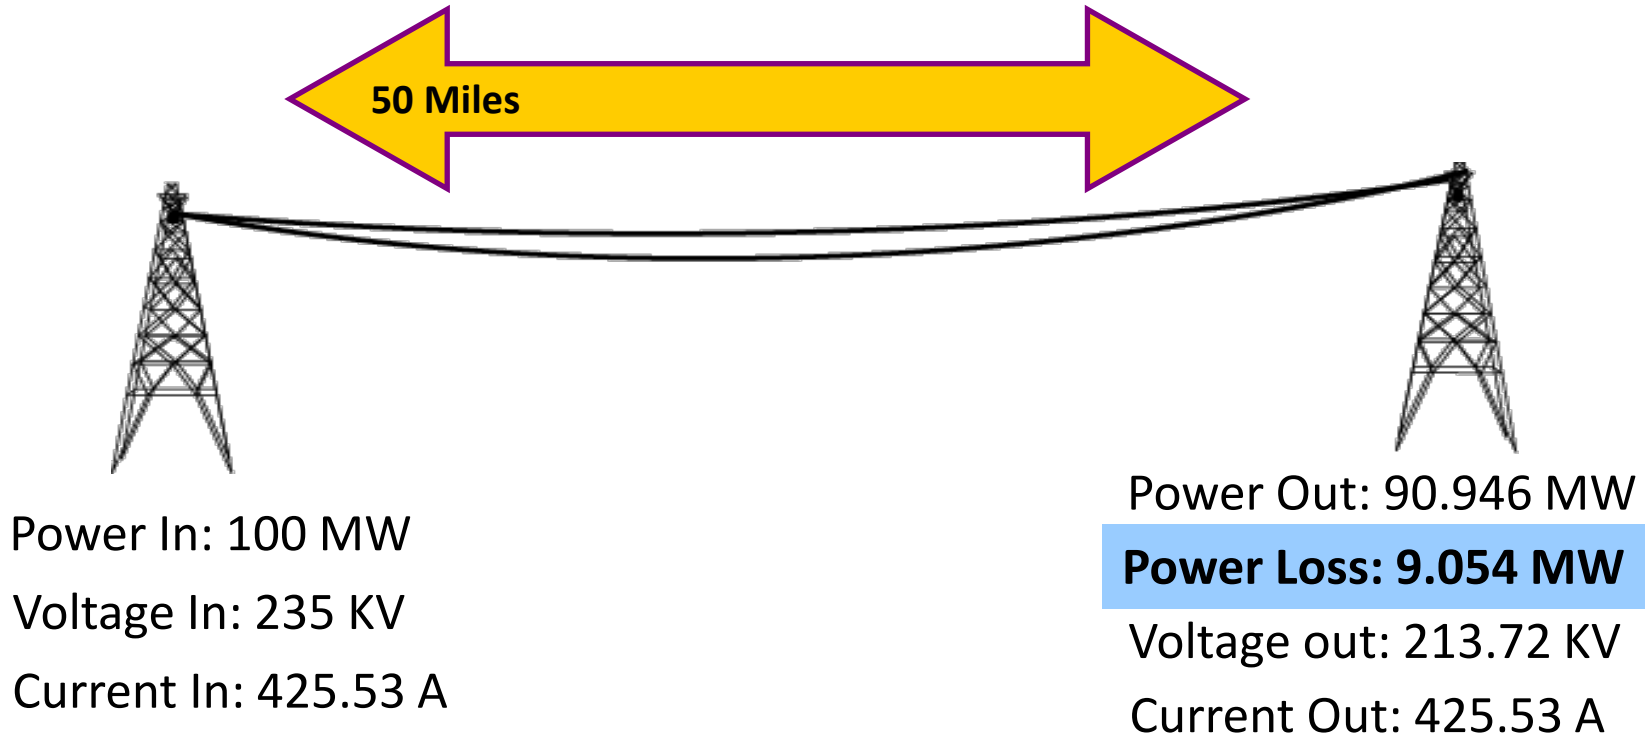 50 Miles
Power In: 100 MW
Voltage In: 235 KV
Current In: 425.53 A
Power Out: 90.946 MW
Power Loss: 9.054 MW
Voltage out: 213.72 KV
Current Out: 425.53 A